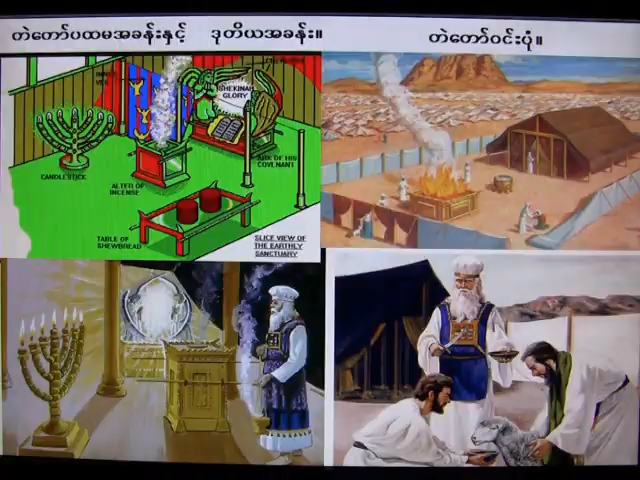 တဲတော်ပထမအခန်းနှင့် ဒုတိယအခန်း။
တဲတော်ဝင်းပုံ။
SHEKINAH
GLORY
CANDLESTICK
ALTER OF
INCENSE
ARK OF HIS
COVENANT
TABLE OF
SHEWBREAD
SLICE VIEW OF
THE EARTHLY
SANCTUARY